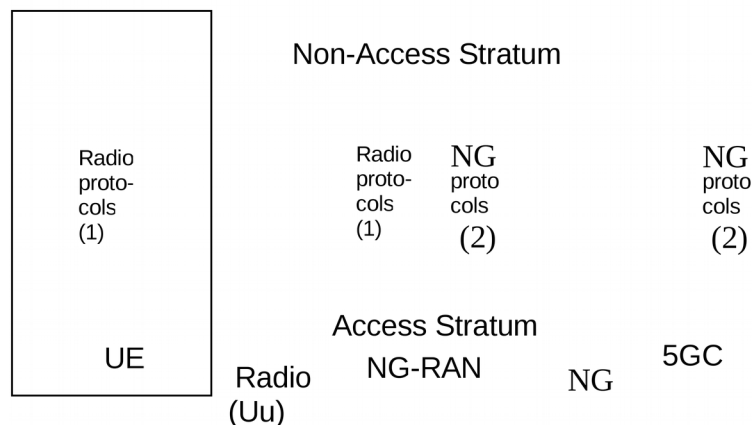 Non-Access Stratum
Radio
proto-
cols
(1)
Radio
proto-
cols
(1)
NG
proto
cols
(2)
NG
proto
cols
(2)
Access Stratum
UE
Radio
(Uu)
NG-RAN
NG
5GC